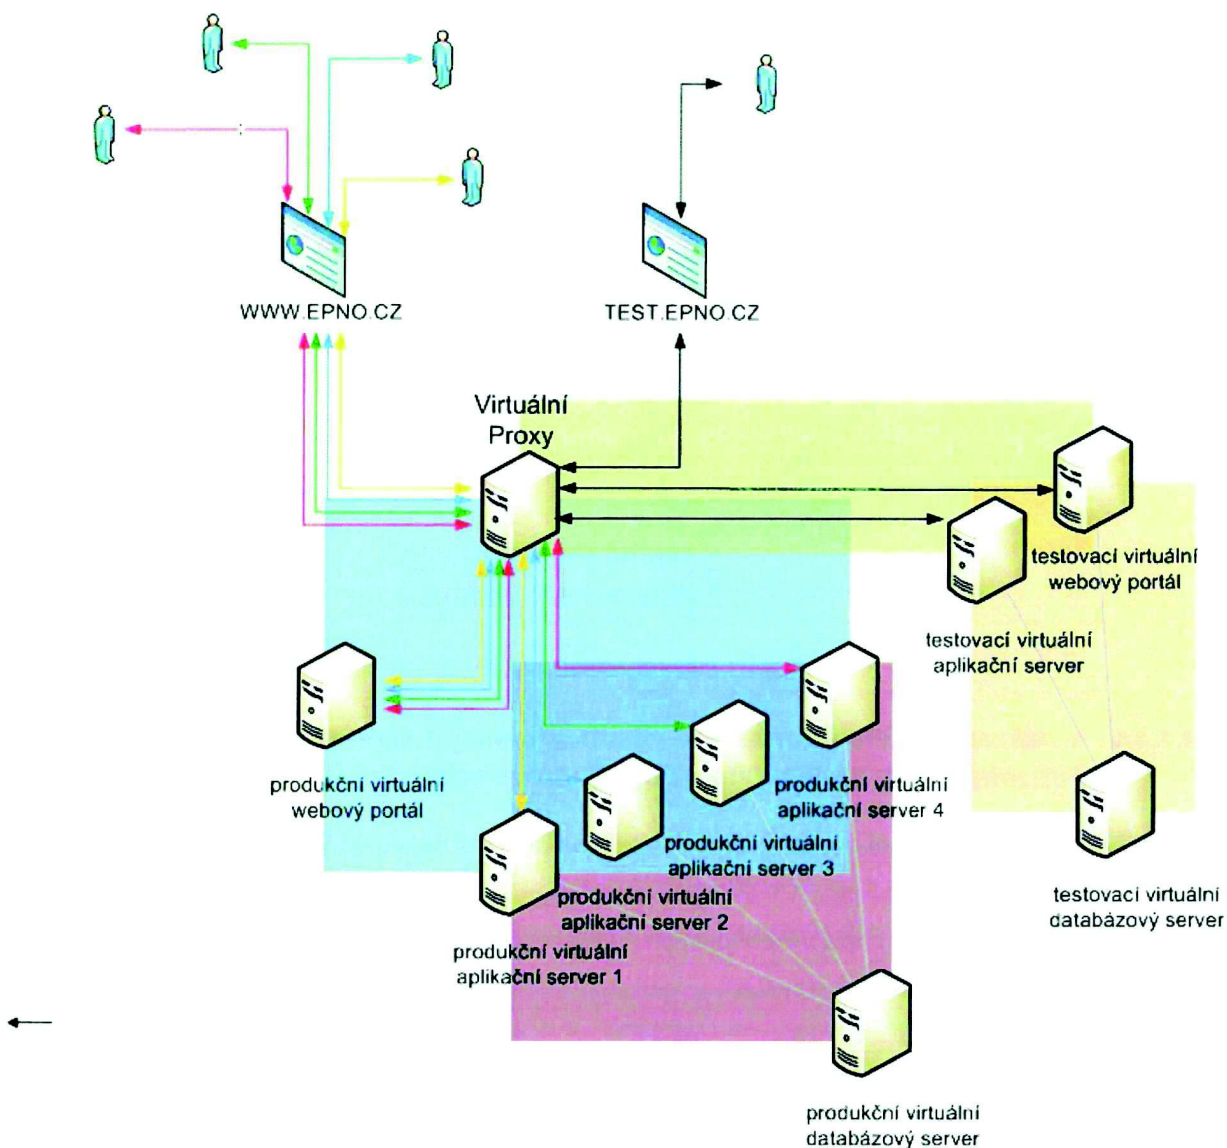 WWW.EPNO.CZ
TEST.EPNO.CZ
Virtuální
Proxy
testovací virtuální
webový portál
testovací virtuální
aplikační server
produkční virtuální
webový portál
produkční virtuální
aplikační server 4
produkční virtuální
aplikační server 3
produkční virtuální
aplikační server 2
produkční virtuální
aplikační server 1
testovací virtuální
databázový server
produkční virtuální
databázový server